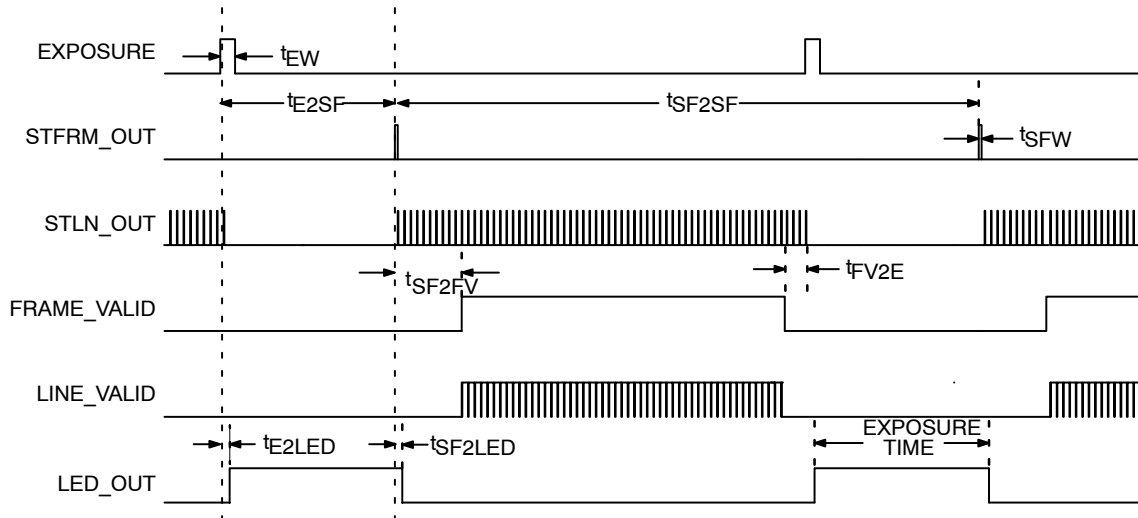 EXPOSURE
tEW
tE2SF
tSF2SF
STFRM_OUT
tSFW
STLN_OUT
tSF2FV
tFV2E
FRAME_VALID
LINE_VALID
tE2LED
tSF2LED
EXPOSURE
TIME
LED_OUT